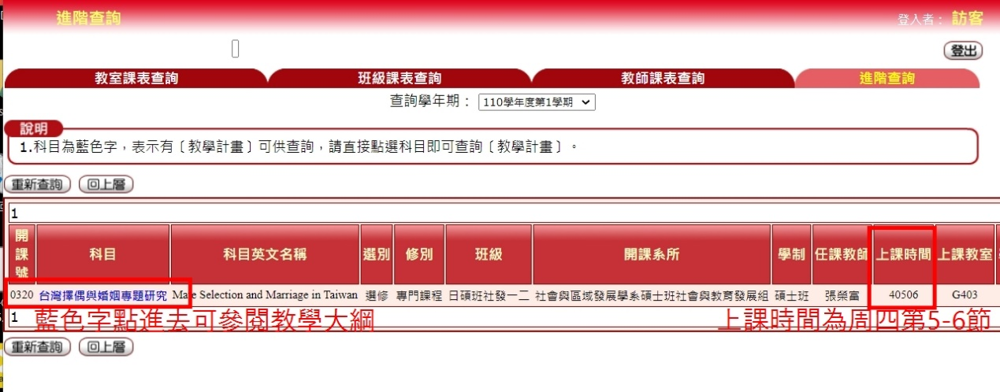 進階查詢
登入者： 訪客
登出
教室課表查詢 班級課表查詢 教師課表查詢 進階查詢
查詢學年期： 110學年度第1學期
說明
1.科目為藍色字，表示有〔教學計畫〕可供查詢，請直接點選科目即可查詢〔教學計畫〕。
重新查詢 回上層
1
開課號 科目 科目英文名稱 選別 修別 班級 開課系所 學制 任課教師 上課時間 上課教室
0320 台灣擇偶與婚姻專題研究 Mate Selection and Marriage in Taiwan 選修 專門課程 日碩班社發一二 社會與區域發展學系碩士班社會與教育發展組 碩士班 張榮富 40506 G403
1
藍色字點進去可參閱教學大綱 上課時間為周四第5-6節
重新查詢 回上層